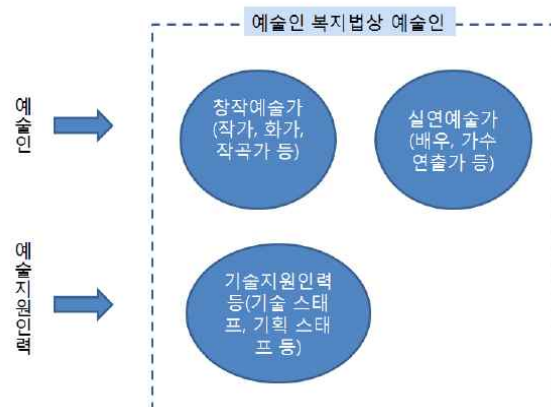 예술인 복지법상 예술인
예술인
창작예술가
(작가, 화가,
작곡가 등)
실연예술가
(배우, 가수
연출가 등)
예술지원인력
기술지원인력
등(기술 스태
프, 기획 스태
프 등)